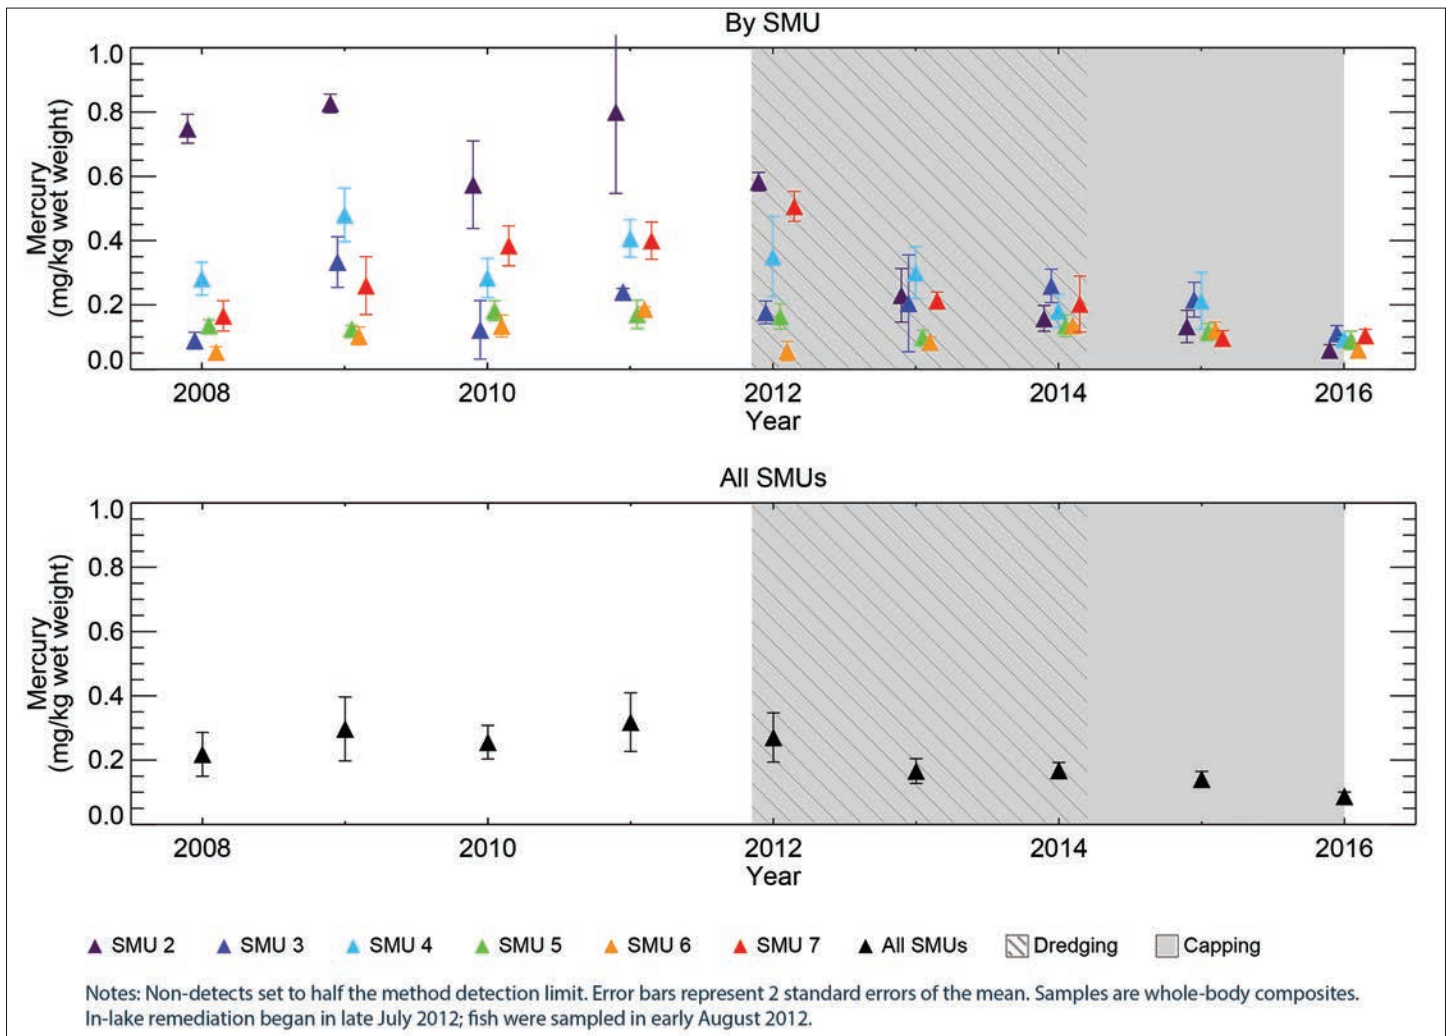 By SMU
1.0
0.8
0.6
0.4
0.2
0.0
Mercury
(mg/kg wet weight)
2008 2010 2012 2014 2016
Year
All SMUs
1.0
0.8
0.6
0.4
0.2
0.0
Mercury
(mg/kg wet weight)
2008 2010 2012 2014 2016
Year
SMU 2 SMU 3 SMU 4 SMU 5 SMU 6 SMU 7 All SMUs Dredging Capping
Notes: Non-detects set to half the method detection limit. Error bars represent 2 standard errors of the mean. Samples are whole-body composites.
In-lake remediation began in late July 2012; fish were sampled in early August 2012.